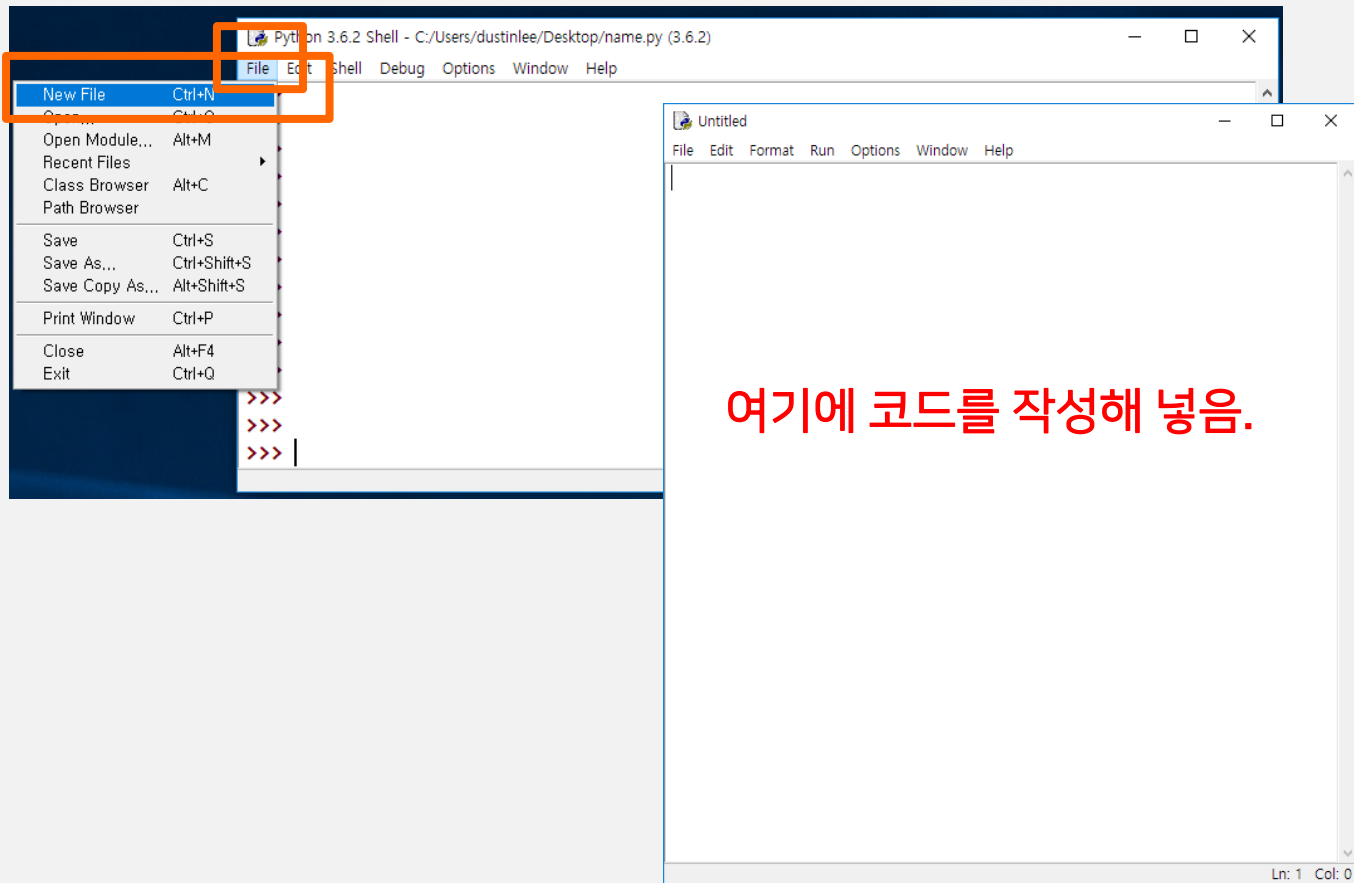 Python 3.6.2 Shell - C:/Users/dustinlee/Desktop/name.py (3.6.2)
File Edit Shell Debug Options Window Help
New File Ctrl+N
Open... Ctrl+O
Open Module... Alt+M
Recent Files
Class Browser Alt+C
Path Browser
Save Ctrl+S
Save As... Ctrl+Shift+S
Save Copy As... Alt+Shift+S
Print Window Ctrl+P
Close Alt+F4
Exit Ctrl+Q
>>>
>>>
>>>
Untitled
File Edit Format Run Options Window Help
여기에 코드를 작성해 넣음.
Ln: 1 Col: 0